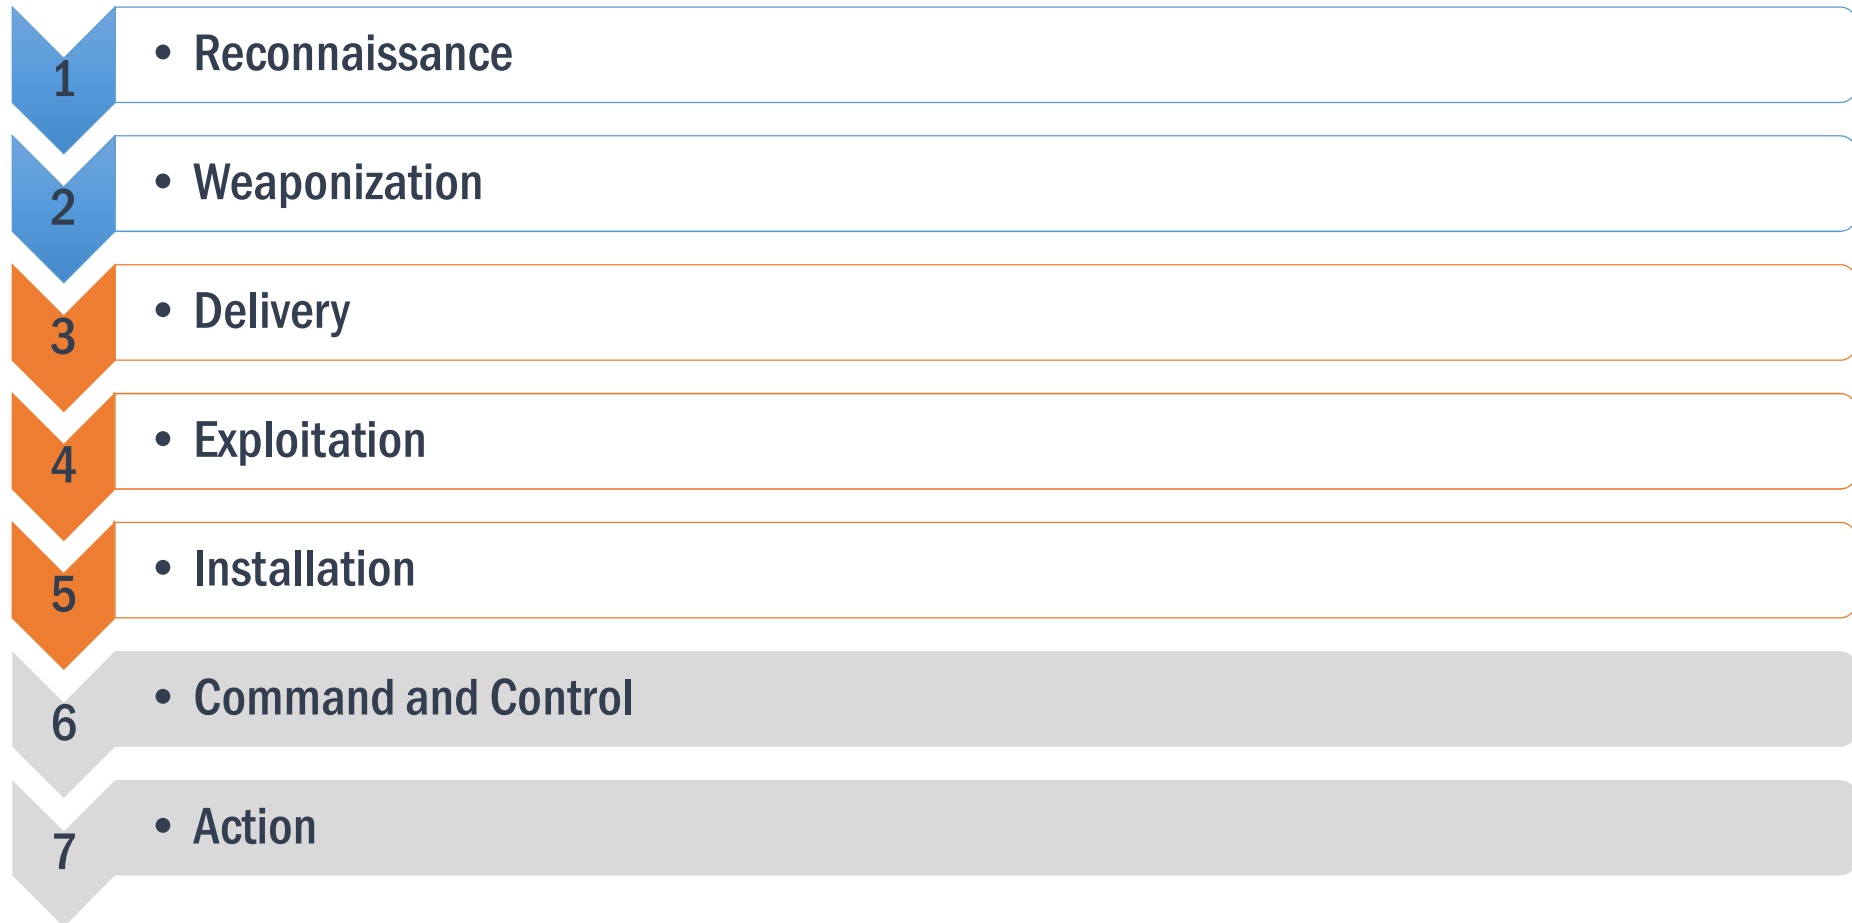 1
• Reconnaissance
2
• Weaponization
3
• Delivery
4
• Exploitation
5
• Installation
6
• Command and Control
7
• Action